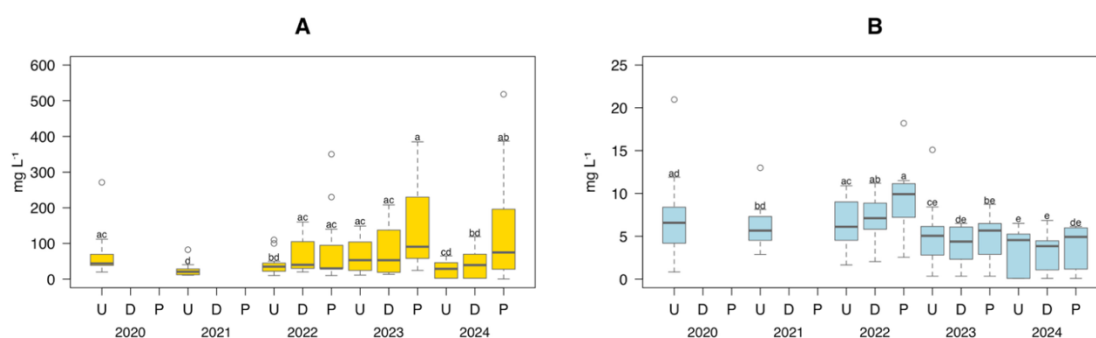 A
mg L⁻¹
600
500
400
300
200
100
0
ac d bd ac ac ac ac a cd bd ab
U D P U D P U D P U D P U D P
2020 2021 2022 2023 2024
B
mg L⁻¹
25
20
15
10
5
0
ad bd ac ab a ce de be e e de
U D P U D P U D P U D P U D P
2020 2021 2022 2023 2024